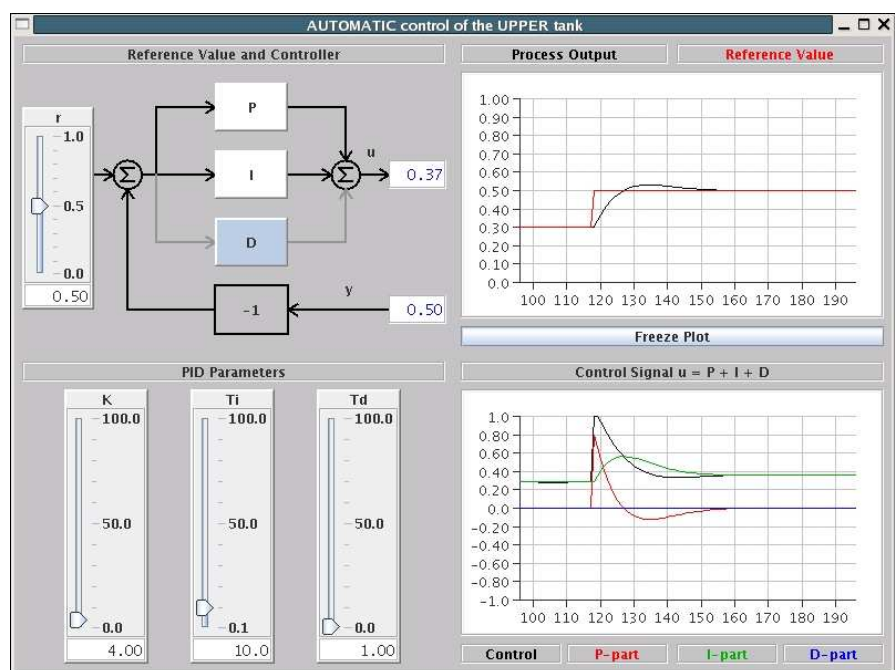 AUTOMATIC control of the UPPER tank
Reference Value and Controller
r
1.0
0.5
0.0
0.50
Σ
P
I
D
-1
Σ
u
0.37
y
0.50
Process Output
Reference Value
1.00
0.90
0.80
0.70
0.60
0.50
0.40
0.30
0.20
0.10
0.0
100 110 120 130 140 150 160 170 180 190
Freeze Plot
PID Parameters
K
100.0
50.0
0.0
4.00
Ti
100.0
50.0
0.1
10.0
Td
100.0
50.0
0.0
1.00
Control Signal u = P + I + D
1.0
0.80
0.60
0.40
0.20
0.00
-0.20
-0.40
-0.60
-0.80
-1.0
100 110 120 130 140 150 160 170 180 190
Control
P-part
I-part
D-part